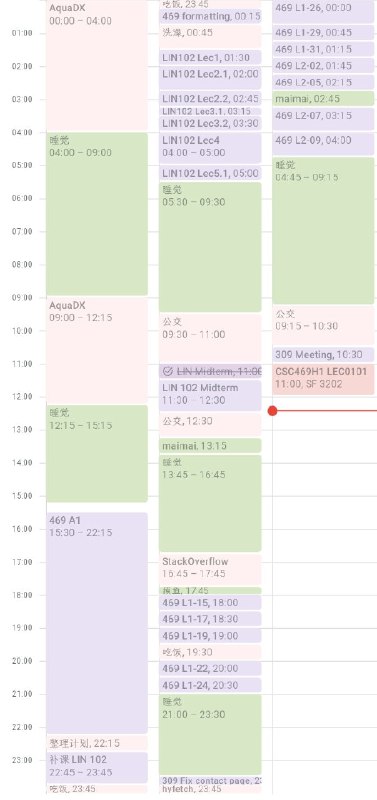 01:00
02:00
03:00
04:00
05:00
06:00
07:00
08:00
09:00
10:00
11:00
12:00
13:00
14:00
15:00
16:00
17:00
18:00
19:00
20:00
21:00
22:00
23:00
AquaDX
00:00 – 04:00
睡觉
04:00 – 09:00
AquaDX
09:00 – 12:15
睡觉
12:15 – 15:15
469 A1
15:30 – 22:15
整理计划, 22:15
补课 LIN 102
22:45 – 23:45
吃饭, 23:45
吃饭, 23:45
469 formatting, 00:15
洗澡, 00:45
LIN102 Lec1, 01:30
LIN102 Lec2.1, 02:00
LIN102 Lec2.2, 02:45
LIN102 Lec3.1, 03:15
LIN102 Lec3.2, 03:30
LIN102 Lec4
04:00 – 05:00
LIN102 Lec5.1, 05:00
睡觉
05:30 – 09:30
公交
09:30 – 11:00
LIN Midterm, 11:00
LIN 102 Midterm
11:30 – 12:30
公交, 12:30
maimai, 13:15
睡觉
13:45 – 16:45
StackOverflow
16:45 – 17:45
17:45
469 L1-15, 18:00
469 L1-17, 18:30
469 L1-19, 19:00
吃饭, 19:30
469 L1-22, 20:00
469 L1-24, 20:30
睡觉
21:00 – 23:30
309 Fix contact page, 23
hyfetch, 23:45
469 L1-26, 00:00
469 L1-29, 00:45
469 L1-31, 01:15
469 L2-02, 01:45
469 L2-05, 02:15
maimai, 02:45
469 L2-07, 03:15
469 L2-09, 04:00
睡觉
04:45 – 09:15
公交
09:15 – 10:30
309 Meeting, 10:30
CSC469H1 LEC0101
11:00, SF 3202